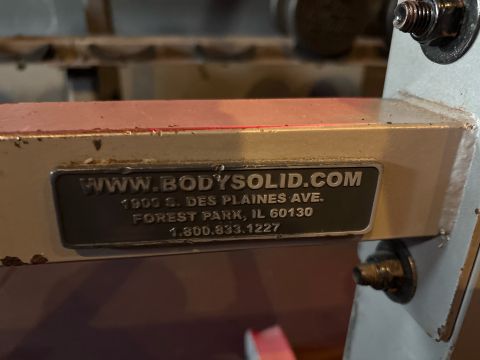 WWW.BODYSOLID.COM
1900 S. DES PLAINES AVE.
FOREST PARK, IL 60130
1.800.833.1227